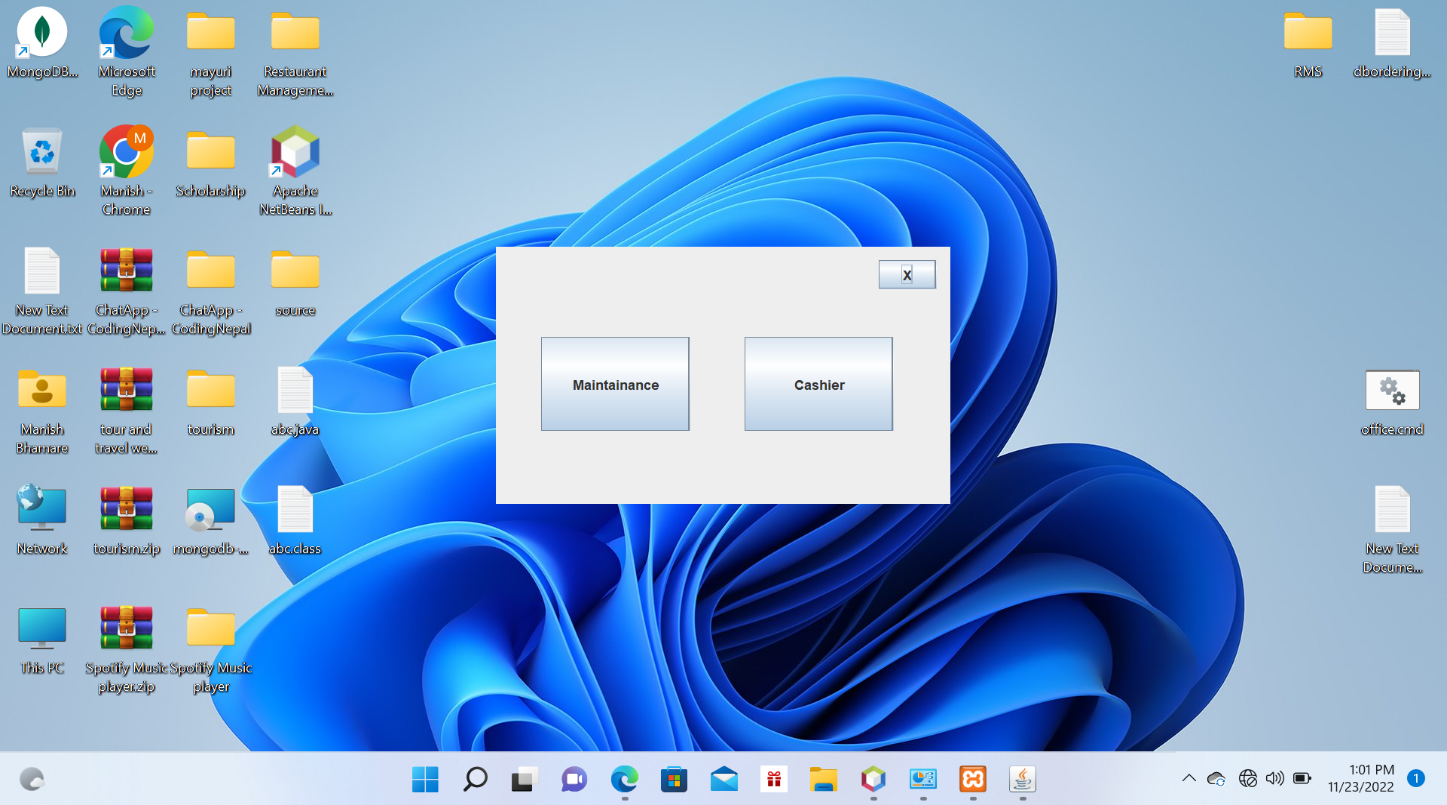 MongoDB...
Microsoft
Edge
mayuri
project
Restaurant
Manageme...
RMS
dbordering...
Recycle Bin
M
Manish -
Chrome
Scholarship
Apache
NetBeans I...
New Text
Document.txt
ChatApp -
CodingNep...
ChatApp -
CodingNepal
source
X
Maintainance
Cashier
Manish
Bhamare
tour and
travel we...
tourism
abc.java
office.cmd
Network
tourism.zip
mongodb-...
abc.class
New Text
Docume...
This PC
Spotify Music
player.zip
Spotify Music
player
1:01 PM
11/23/2022
1